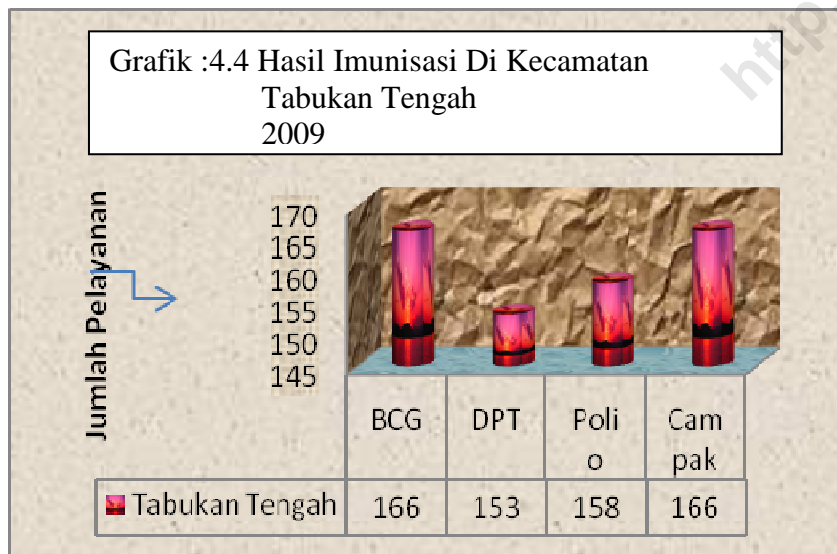 http
Grafik :4.4 Hasil Imunisasi Di Kecamatan
Tabukan Tengah
2009
Jumlah Pelayanan
170
165
160
155
150
145
BCG DPT Poli Cam
o pak
Tabukan Tengah 166 153 158 166